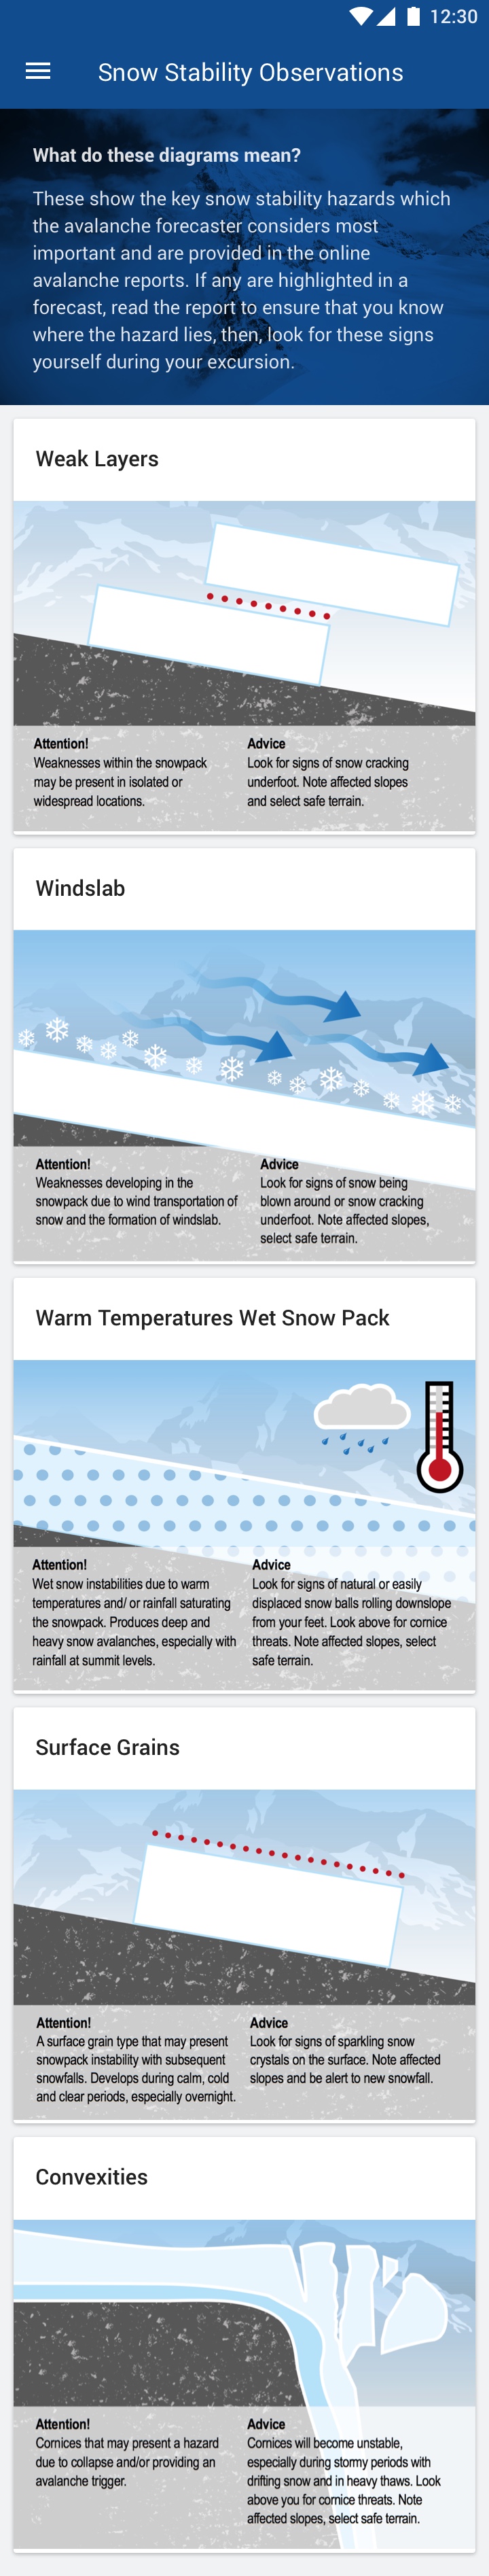 12:30
Snow Stability Observations
What do these diagrams mean?
These show the key snow stability hazards which
the avalanche forecaster considers most
important and are provided in the online
avalanche reports. If any are highlighted in a
forecast, read the report to ensure that you know
where the hazard lies, then, look for these signs
yourself during your excursion.
Weak Layers
Attention!
Weaknesses within the snowpack
may be present in isolated or
widespread locations.
Advice
Look for signs of snow cracking
underfoot. Note affected slopes
and select safe terrain.
Windslab
Attention!
Weaknesses developing in the
snowpack due to wind transportation of
snow and the formation of windslab.
Advice
Look for signs of snow being
blown around or snow cracking
underfoot. Note affected slopes,
select safe terrain.
Warm Temperatures Wet Snow Pack
Attention!
Wet snow instabilities due to warm
temperatures and/ or rainfall saturating
the snowpack. Produces deep and
heavy snow avalanches, especially with
rainfall at summit levels.
Advice
Look for signs of natural or easily
displaced snow balls rolling downslope
from your feet. Look above for cornice
threats. Note affected slopes, select
safe terrain.
Surface Grains
Attention!
A surface grain type that may present
snowpack instability with subsequent
snowfalls. Develops during calm, cold
and clear periods, especially overnight.
Advice
Look for signs of sparkling snow
crystals on the surface. Note affected
slopes and be alert to new snowfall.
Convexities
Attention!
Cornices that may present a hazard
due to collapse and/or providing an
avalanche trigger.
Advice
Cornices will become unstable,
especially during stormy periods with
drifting snow and in heavy thaws. Look
above you for cornice threats. Note
affected slopes, select safe terrain.